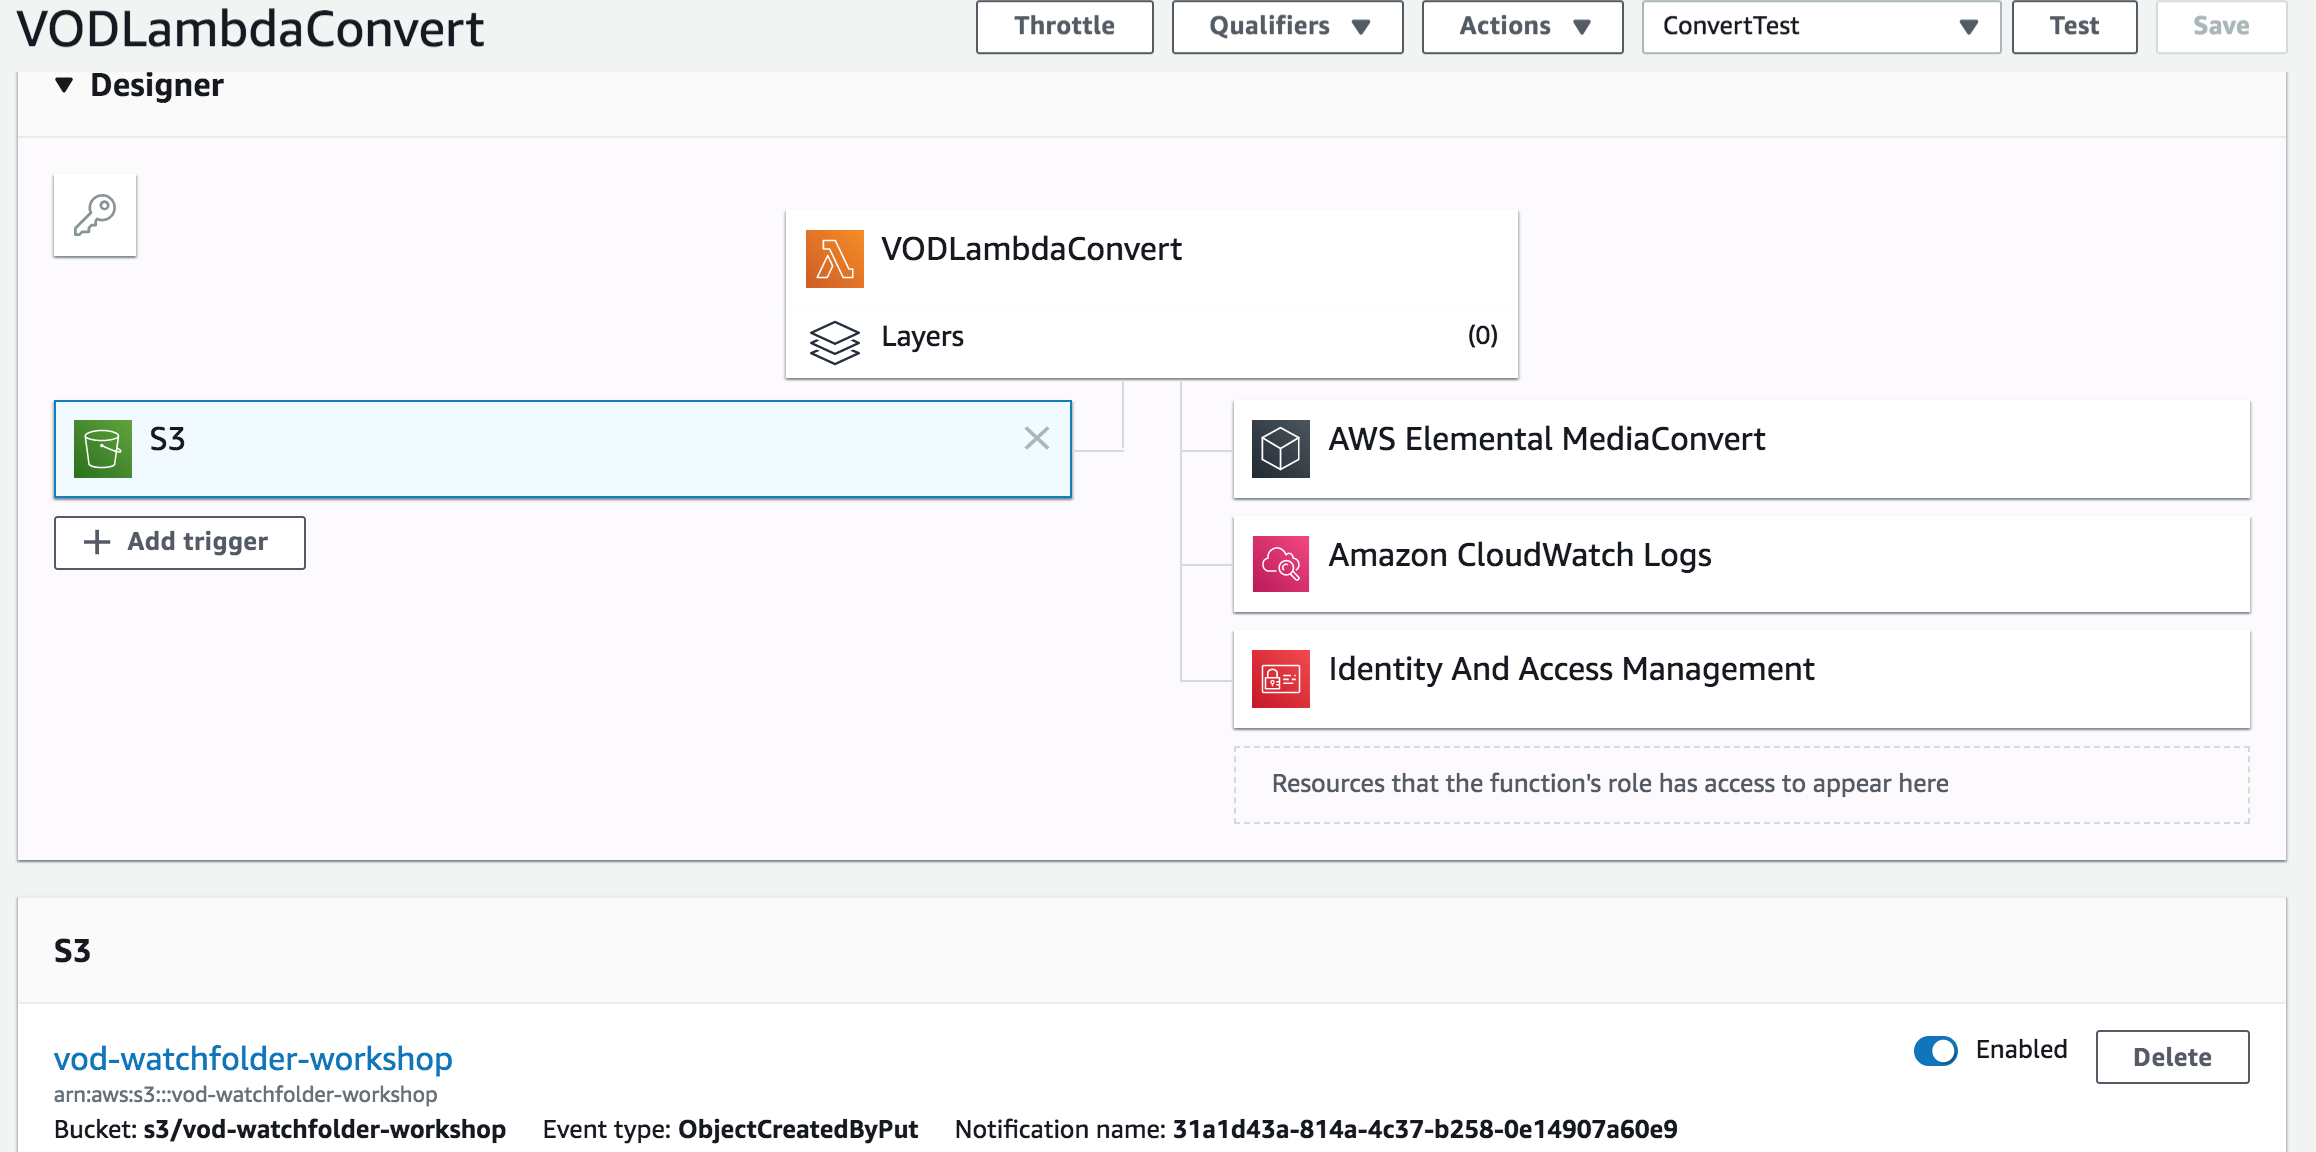 VODLambdaConvert
Throttle
Qualifiers
Actions
ConvertTest
Test
Save
Designer
VODLambdaConvert
Layers
(0)
S3
Add trigger
AWS Elemental MediaConvert
Amazon CloudWatch Logs
Identity And Access Management
Resources that the function's role has access to appear here
S3
vod-watchfolder-workshop
Enabled
Delete
arn:aws:s3:::vod-watchfolder-workshop
Bucket: s3/vod-watchfolder-workshop Event type: ObjectCreatedByPut Notification name: 31a1d43a-814a-4c37-b258-0e14907a60e9